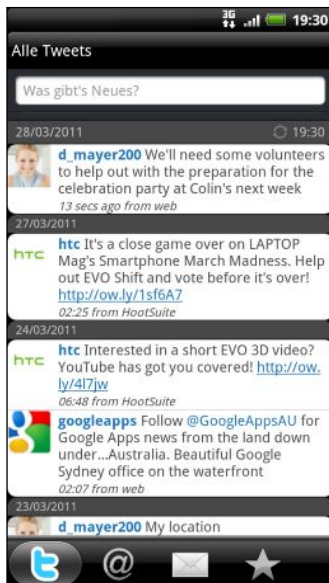 3G
19:30
Alle Tweets
Was gibt's Neues?
28/03/2011 19:30
d_mayer200 We'll need some volunteers
to help out with the preparation for the
celebration party at Colin's next week
13 secs ago from web
27/03/2011
hTC
htc It's a close game over on LAPTOP
Mag's Smartphone March Madness. Help
out EVO Shift and vote before it's over!
http://ow.ly/1sf6A7
02:25 from HootSuite
24/03/2011
hTC
htc Interested in a short EVO 3D video?
YouTube has got you covered! http://ow.
ly/4l7jw
06:48 from HootSuite
googleapps Follow @GoogleAppsAU for
Google Apps news from the land down
under...Australia. Beautiful Google
Sydney office on the waterfront
02:07 from web
23/03/2011
d_mayer200 My location